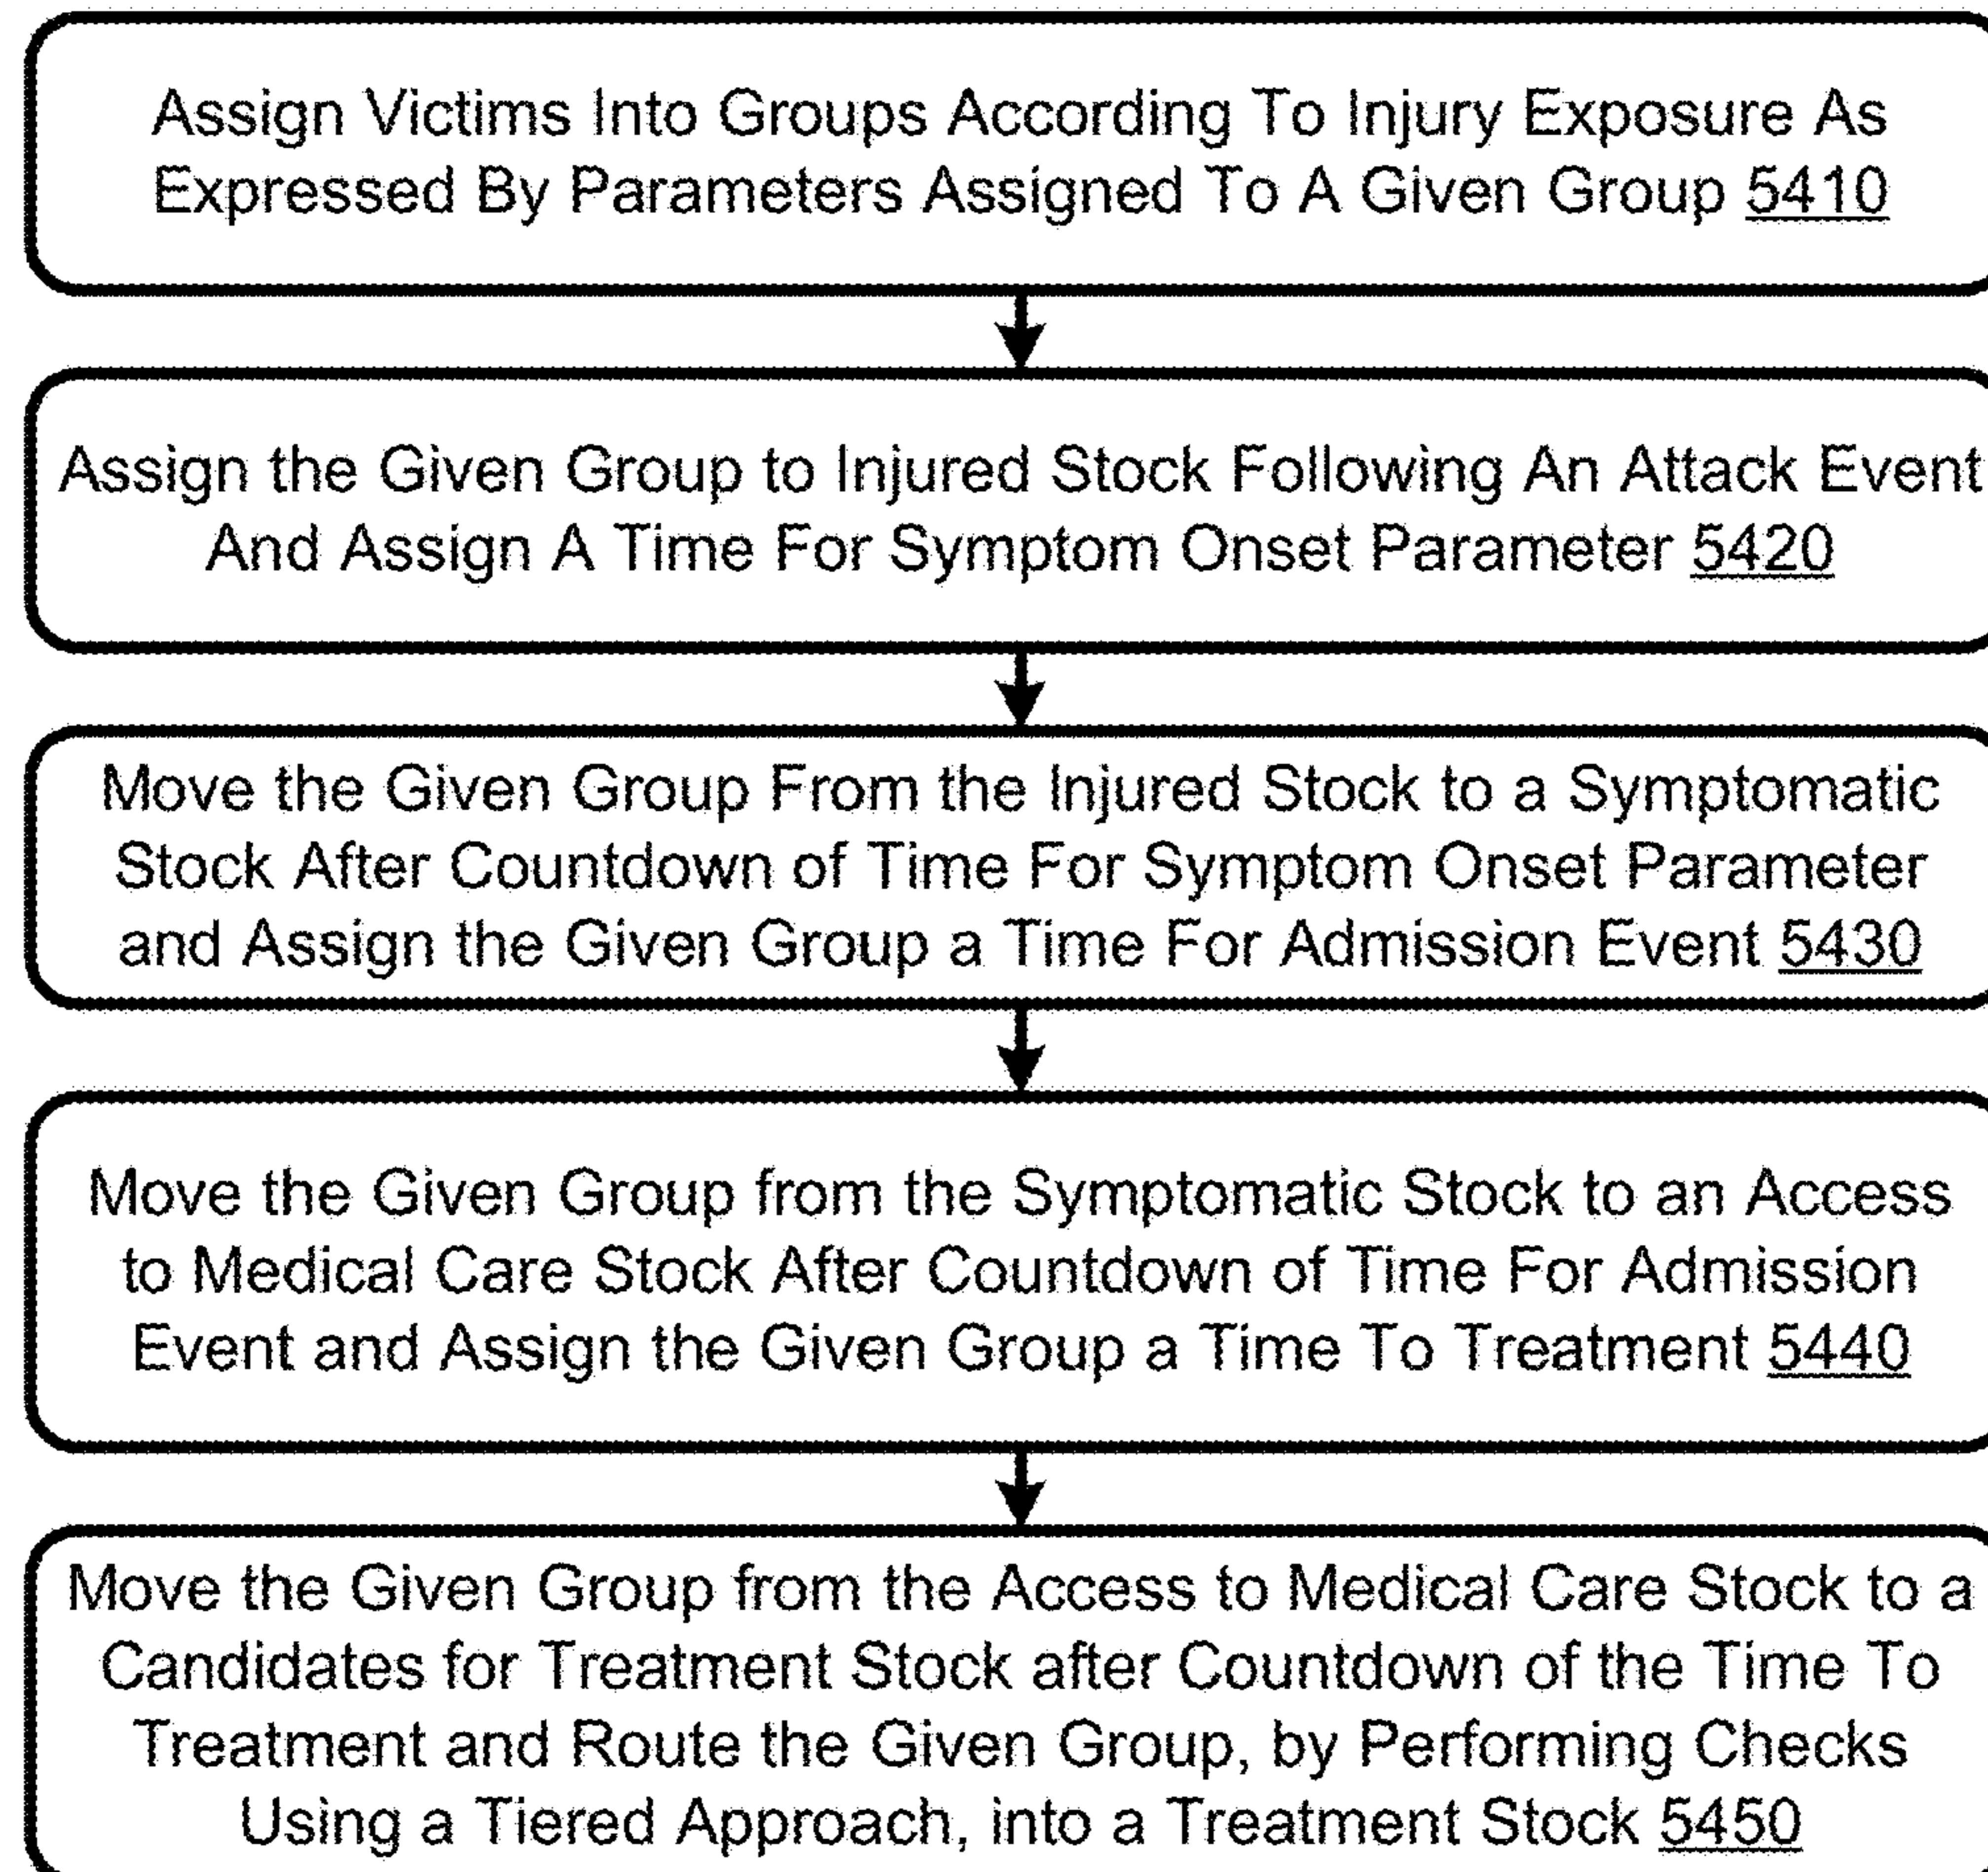 Assign Victims Into Groups According To Injury Exposure As
Expressed By Parameters Assigned To A Given Group 5410
Assign the Given Group to Injured Stock Following An Attack Event
And Assign A Time For Symptom Onset Parameter 5420
Move the Given Group From the Injured Stock to a Symptomatic
Stock After Countdown of Time For Symptom Onset Parameter
and Assign the Given Group a Time For Admission Event 5430
Move the Given Group from the Symptomatic Stock to an Access
to Medical Care Stock After Countdown of Time For Admission
Event and Assign the Given Group a Time To Treatment 5440
Move the Given Group from the Access to Medical Care Stock to a
Candidates for Treatment Stock after Countdown of the Time To
Treatment and Route the Given Group, by Performing Checks
Using a Tiered Approach, into a Treatment Stock 5450